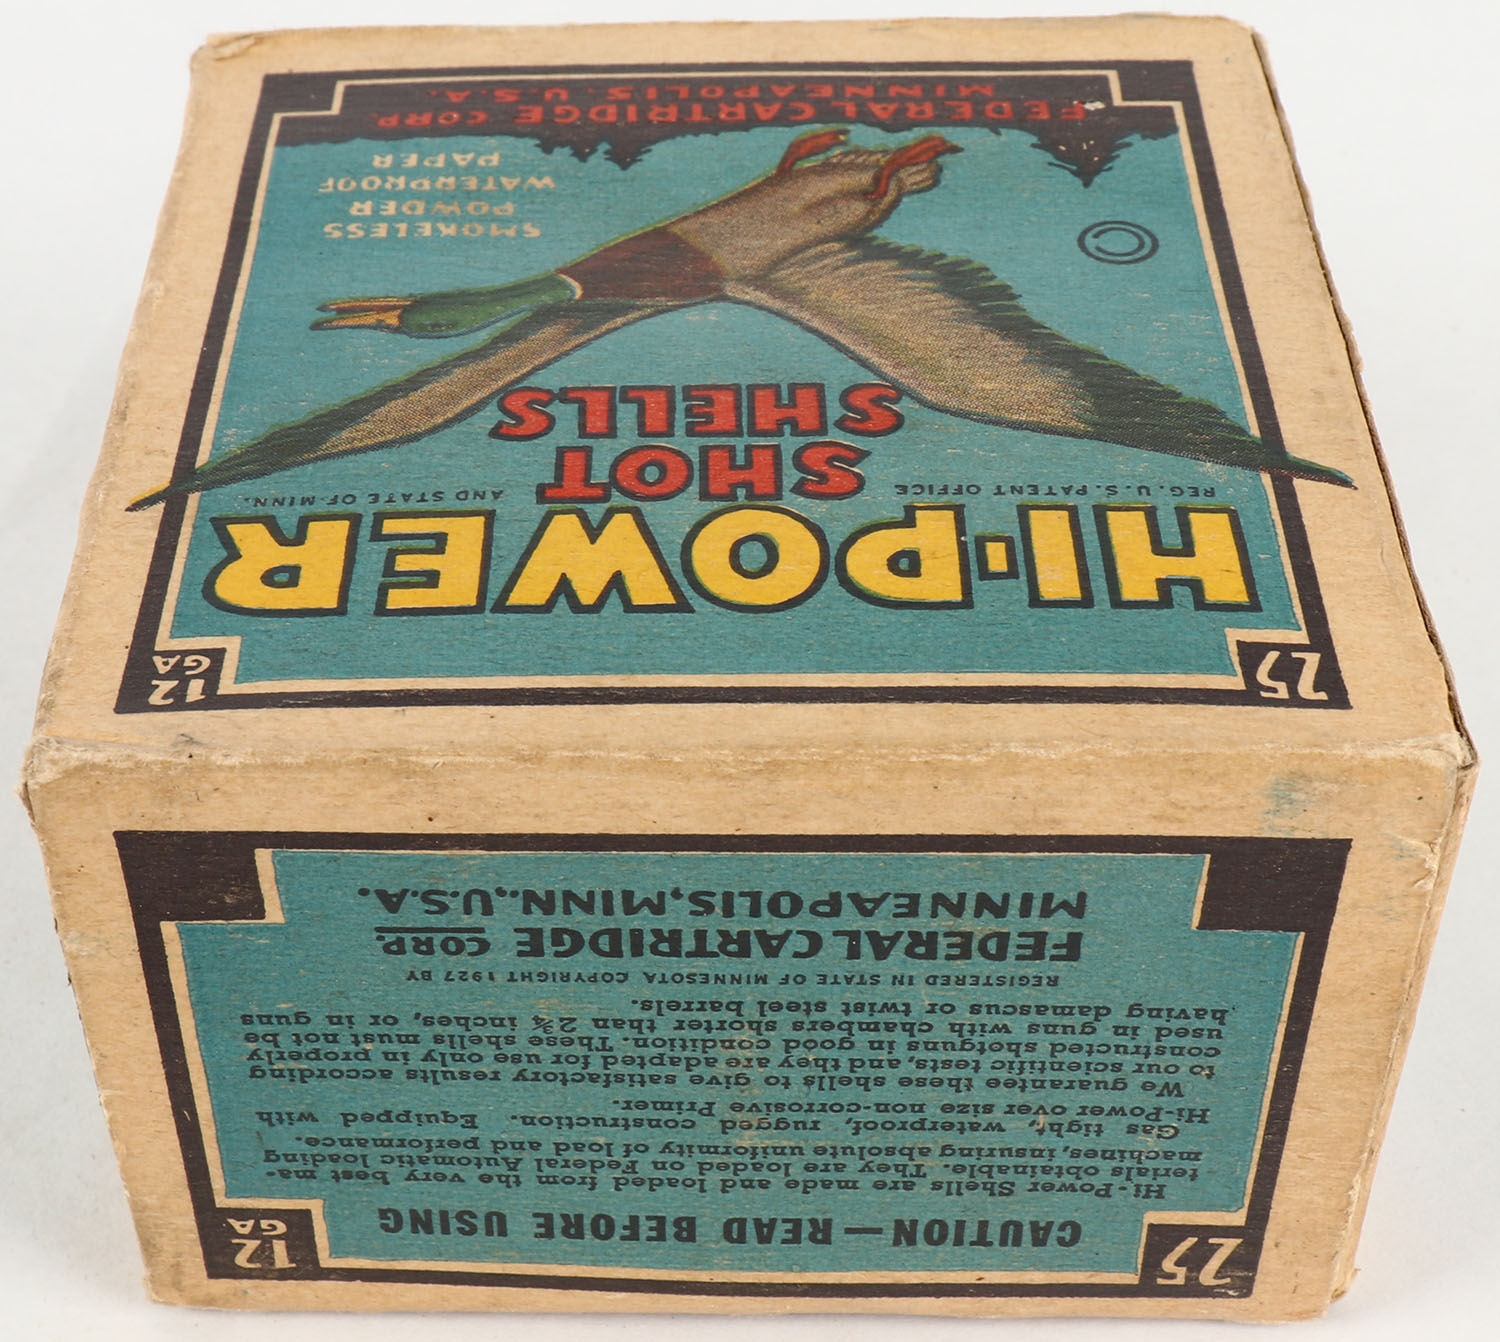 25
12
GA
HI-POWER
REG. U.S. PATENT OFFICE
AND STATE OF MINN.
SHOT
SHELLS
SMOKELESS
POWDER
WATERPROOF
PAPER
FEDERAL CARTRIDGE CORP.
MINNEAPOLIS, U.S.A.
25
12
GA
CAUTION—READ BEFORE USING
Hi-Power Shells are made and loaded from the very best ma-
terials obtainable. They are loaded on Federal Automatic loading
machines, insuring absolute uniformity of load and performance.
Gas tight, waterproof, rugged construction. Equipped with
Hi-Power over size non-corrosive Primer.
We guarantee these shells to give satisfactory results according
to our scientific tests, and they are adapted for use only in properly
constructed shotguns in good condition. These shells must not be
used in guns with chambers shorter than 2¾ inches, or in guns
having damascus or twist steel barrels.
REGISTERED IN STATE OF MINNESOTA COPYRIGHT 1927 BY
FEDERAL CARTRIDGE CORP.
MINNEAPOLIS, MINN., U.S.A.